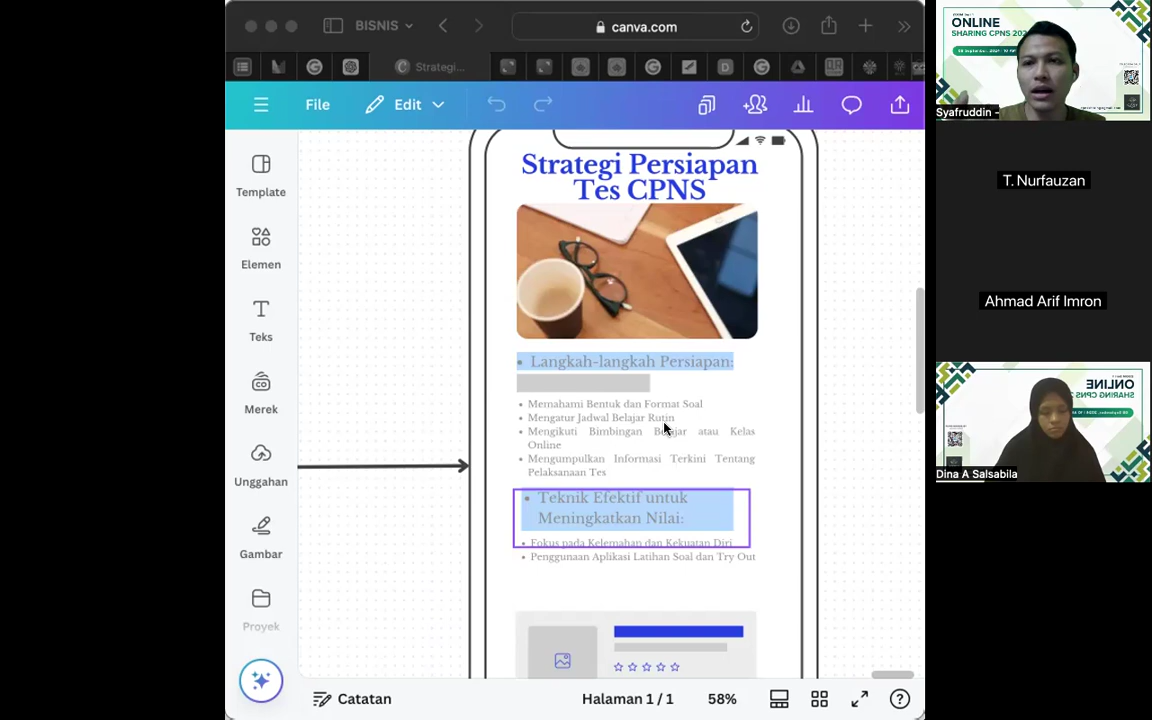 BISNIS
canva.com
Strategi...
File
Edit
Template
Elemen
Teks
Merek
Unggahan
Gambar
Proyek
Strategi Persiapan
Tes CPNS
• Langkah-langkah Persiapan:
• Memahami Bentuk dan Format Soal
• Mengatur Jadwal Belajar Rutin
• Mengikuti Bimbingan Belajar atau Kelas
Online
• Mengumpulkan Informasi Terkini Tentang
Pelaksanaan Tes
• Teknik Efektif untuk
Meningkatkan Nilai:
• Fokus pada Kelemahan dan Kekuatan Diri
• Penggunaan Aplikasi Latihan Soal dan Try Out
Catatan
Halaman 1 / 1
58%
ONLINE
SHARING CPNS 202
Syafruddin -
T. Nurfauzan
Ahmad Arif Imron
ONLINE
SHARING CPNS
Dina A Salsabila